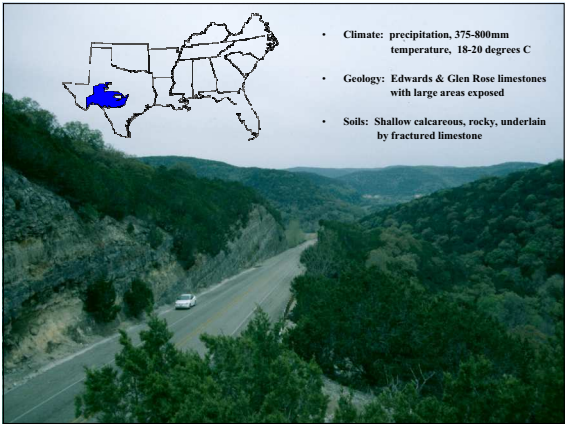 • Climate: precipitation, 375-800mm
temperature, 18-20 degrees C
• Geology: Edwards & Glen Rose limestones
with large areas exposed
• Soils: Shallow calcareous, rocky, underlain
by fractured limestone